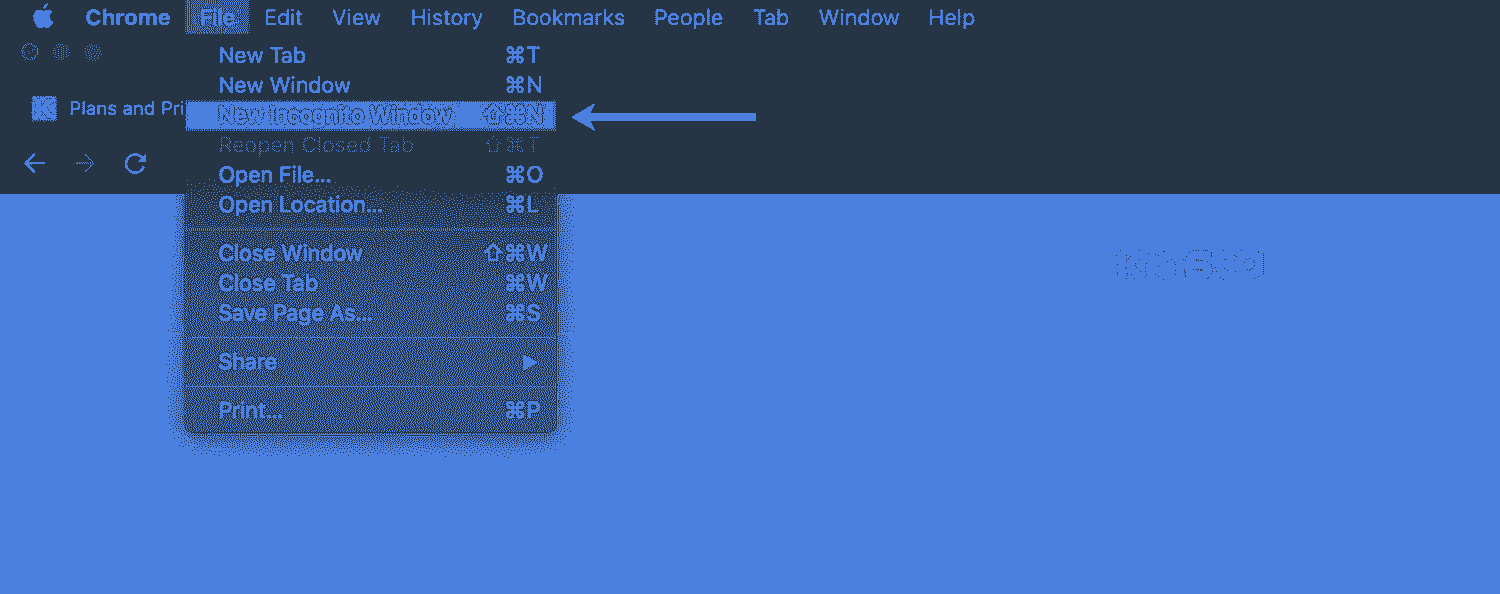 Chrome File Edit View History Bookmarks People Tab Window Help
New Tab ⌘T
New Window ⌘N
Plans and Pri
New Incognito Window ⇧⌘N
Reopen Closed Tab ⇧⌘T
Open File... ⌘O
Open Location... ⌘L
Close Window ⇧⌘W
Close Tab ⌘W
Save Page As... ⌘S
Share ▶
Print... ⌘P